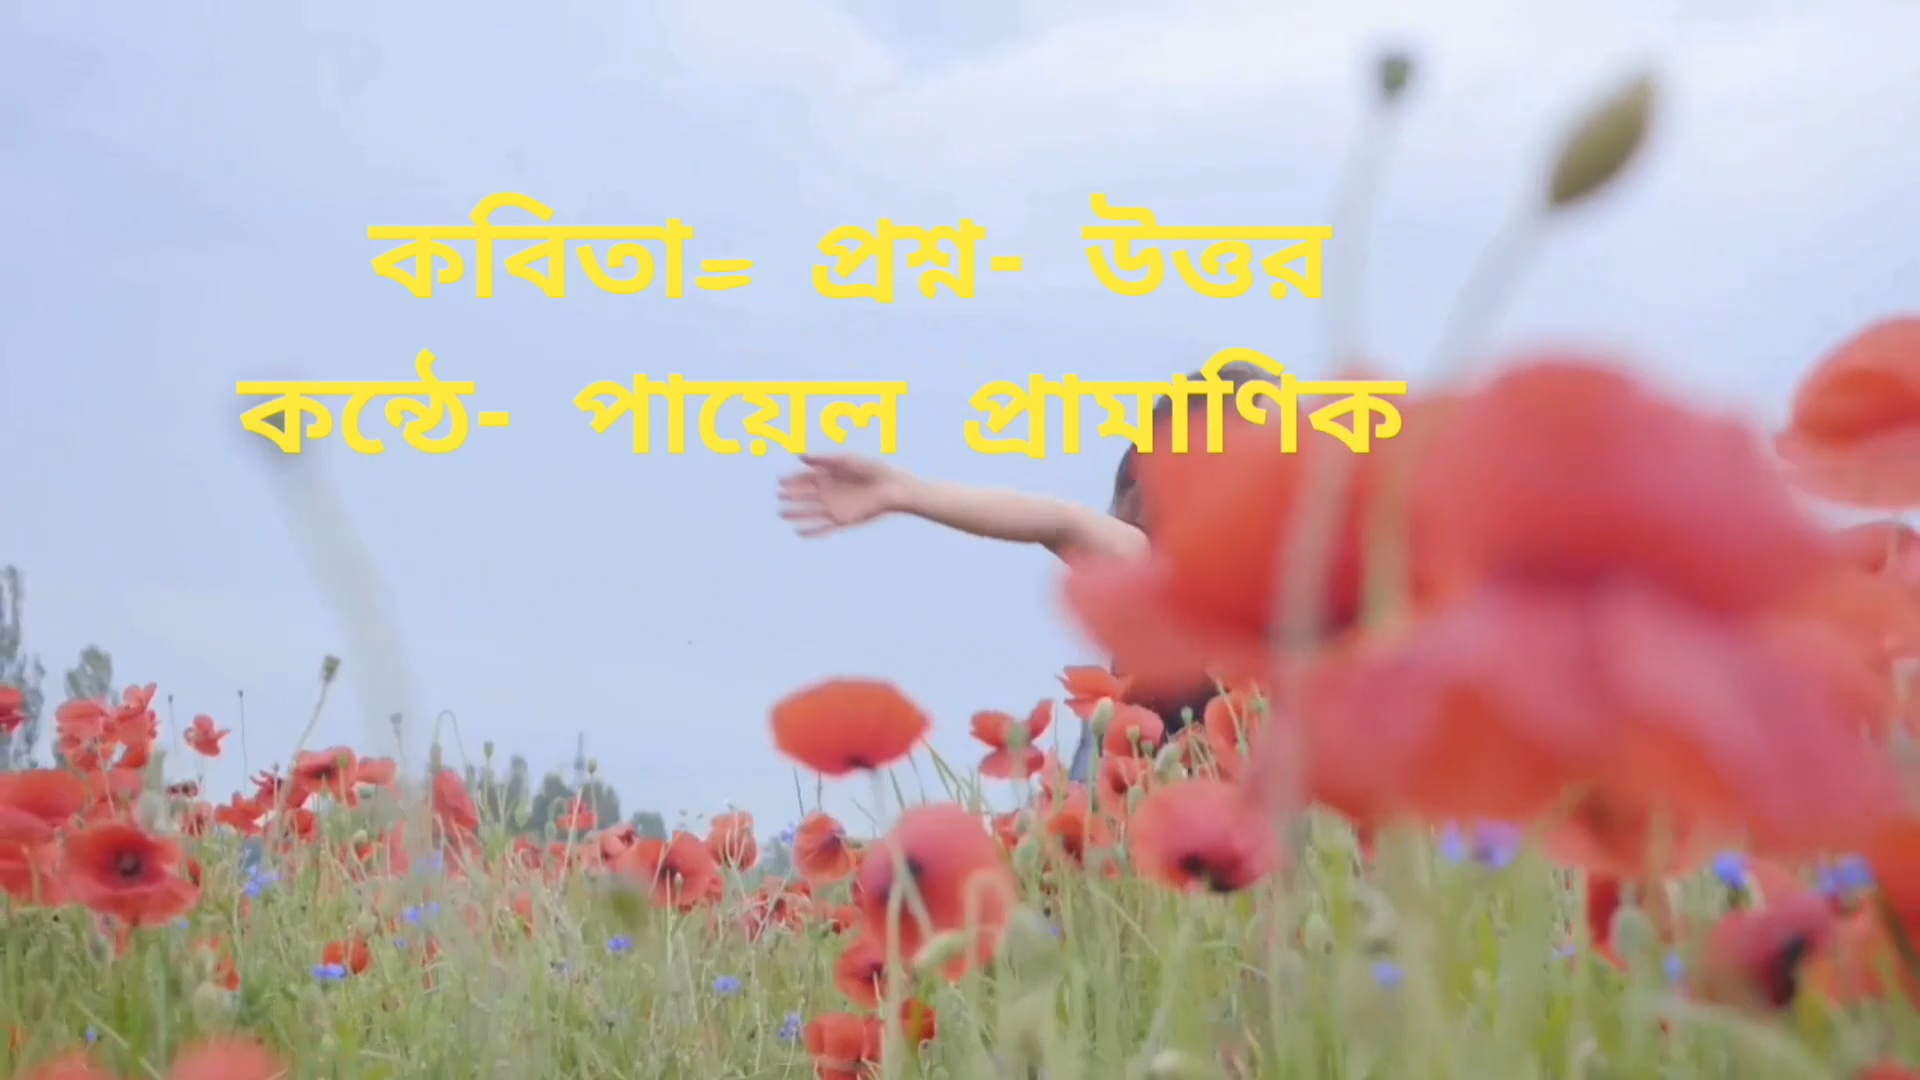 কবিতা= প্রশ্ন- উত্তর
কন্ঠে- পায়েল প্রামাণিক